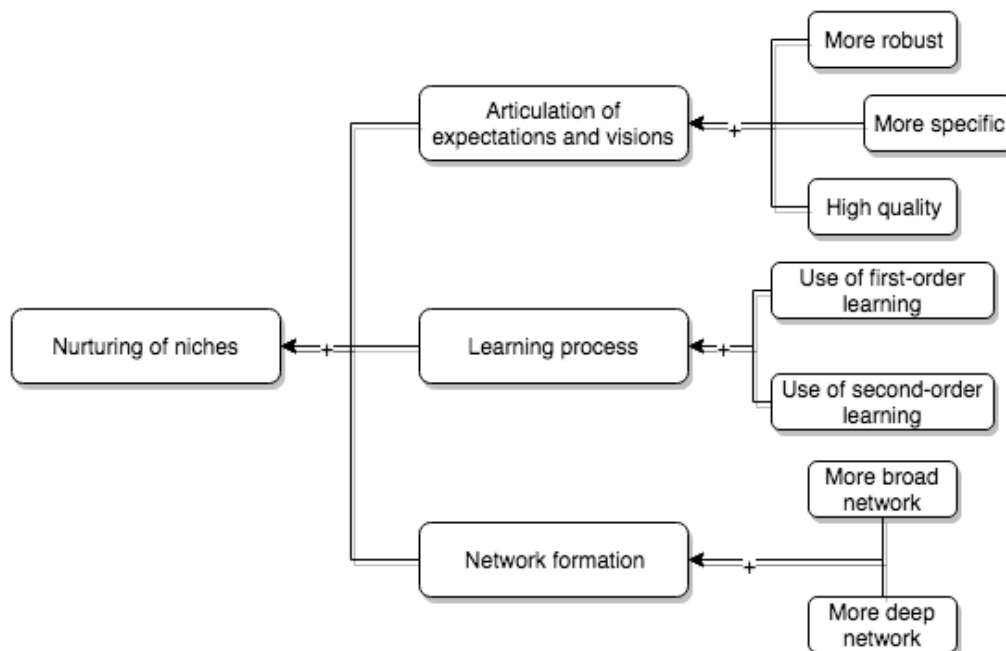 More robust
Articulation of
expectations and visions
+
More specific
High quality
Use of first-order
learning
Nurturing of niches
+
Learning process
+
Use of second-order
learning
More broad
network
Network formation
+
More deep
network